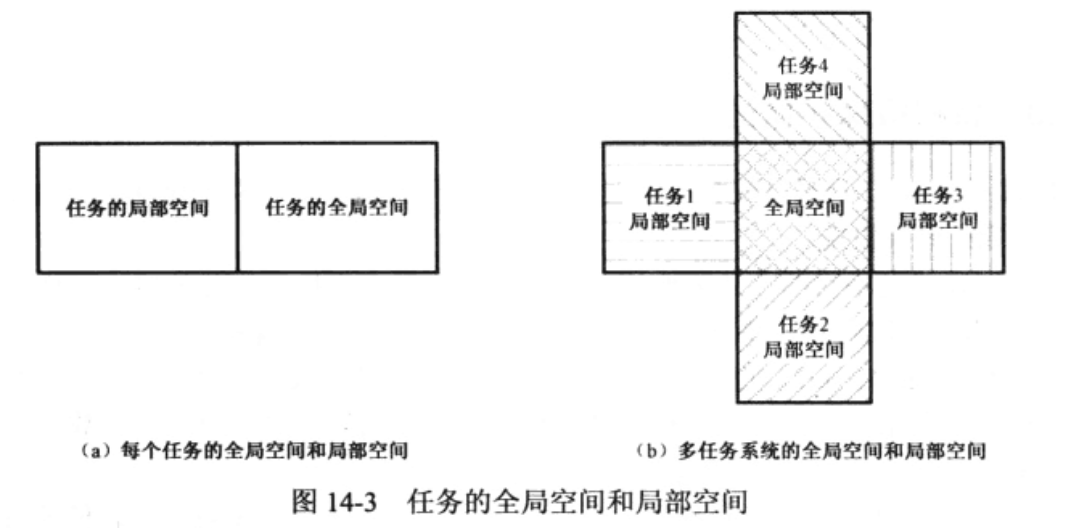 任务的局部空间
任务的全局空间
任务4
局部空间
任务1
局部空间
全局空间
任务3
局部空间
任务2
局部空间
（a）每个任务的全局空间和局部空间
（b）多任务系统的全局空间和局部空间
图 14-3 任务的全局空间和局部空间